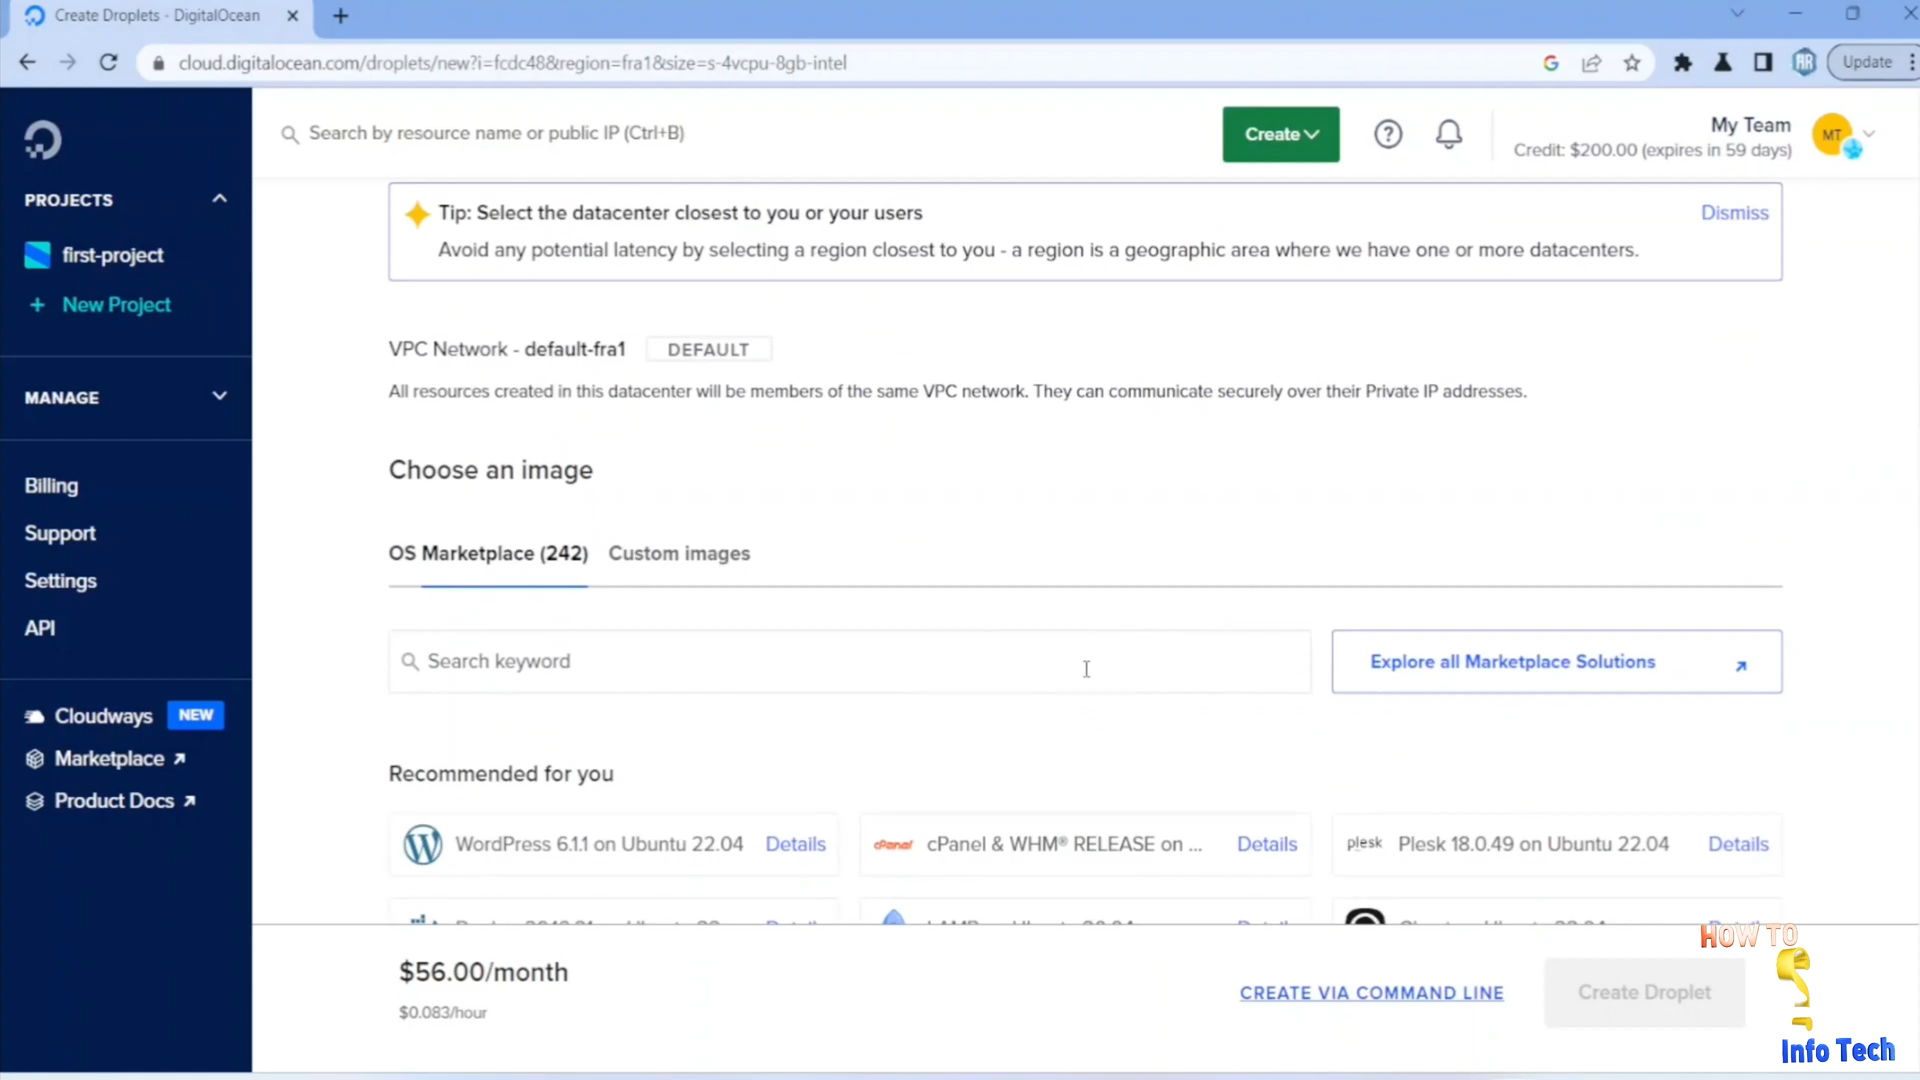 Create Droplets - DigitalOcean
cloud.digitalocean.com/droplets/new?i=fcdc48&region=fra1&size=s-4vcpu-8gb-intel
Update
Search by resource name or public IP (Ctrl+B)
Create
My Team
Credit: $200.00 (expires in 59 days)
MT
PROJECTS
first-project
+ New Project
MANAGE
Billing
Support
Settings
API
Cloudways NEW
Marketplace
Product Docs
Tip: Select the datacenter closest to you or your users
Dismiss
Avoid any potential latency by selecting a region closest to you - a region is a geographic area where we have one or more datacenters.
VPC Network - default-fra1 DEFAULT
All resources created in this datacenter will be members of the same VPC network. They can communicate securely over their Private IP addresses.
Choose an image
OS Marketplace (242) Custom images
Search keyword
Explore all Marketplace Solutions
Recommended for you
WordPress 6.1.1 on Ubuntu 22.04 Details
cPanel cPanel & WHM® RELEASE on ... Details
plesk Plesk 18.0.49 on Ubuntu 22.04 Details
$56.00/month
$0.083/hour
CREATE VIA COMMAND LINE
Create Droplet
HOW TO
Info Tech